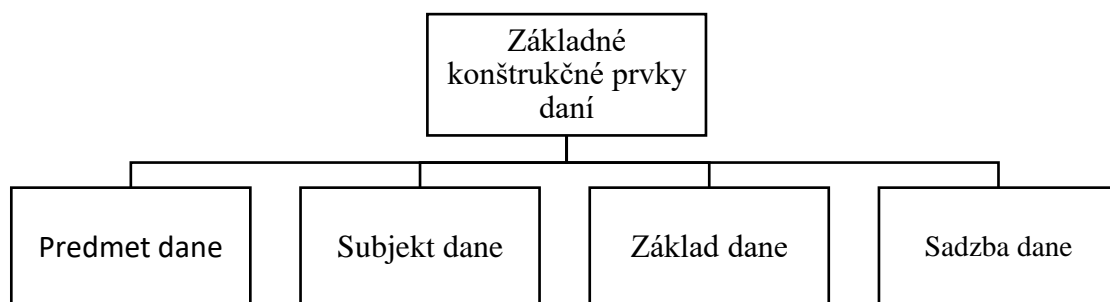 Základné
konštrukčné prvky
daní
Predmet dane
Subjekt dane
Základ dane
Sadzba dane